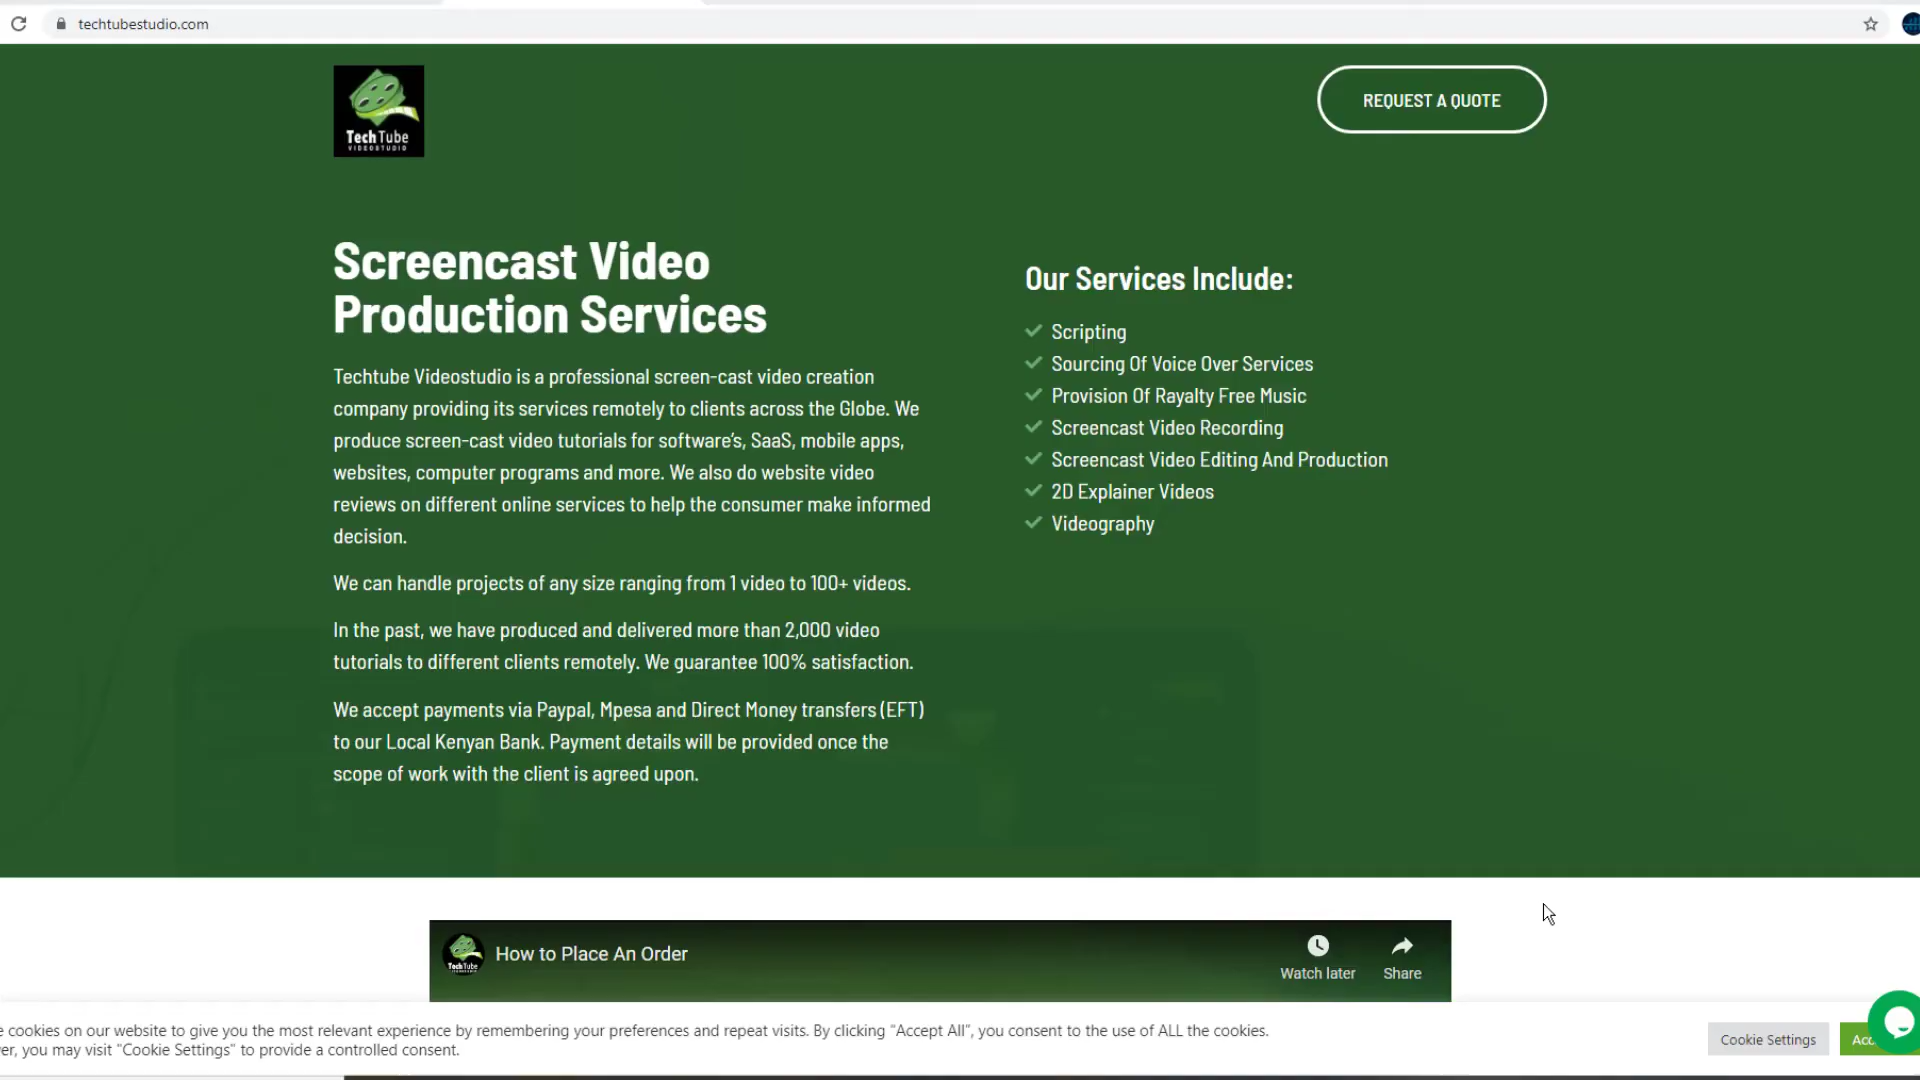 techtubestudio.com
TechTube
VIDEOSTUDIO
REQUEST A QUOTE
Screencast Video
Production Services
Techtube Videostudio is a professional screen-cast video creation
company providing its services remotely to clients across the Globe. We
produce screen-cast video tutorials for software's, SaaS, mobile apps,
websites, computer programs and more. We also do website video
reviews on different online services to help the consumer make informed
decision.
We can handle projects of any size ranging from 1 video to 100+ videos.
In the past, we have produced and delivered more than 2,000 video
tutorials to different clients remotely. We guarantee 100% satisfaction.
We accept payments via Paypal, Mpesa and Direct Money transfers (EFT)
to our Local Kenyan Bank. Payment details will be provided once the
scope of work with the client is agreed upon.
Our Services Include:
Scripting
Sourcing Of Voice Over Services
Provision Of Rayalty Free Music
Screencast Video Recording
Screencast Video Editing And Production
2D Explainer Videos
Videography
TechTube
How to Place An Order
Watch later
Share
cookies on our website to give you the most relevant experience by remembering your preferences and repeat visits. By clicking "Accept All", you consent to the use of ALL the cookies.
you may visit "Cookie Settings" to provide a controlled consent.
Cookie Settings